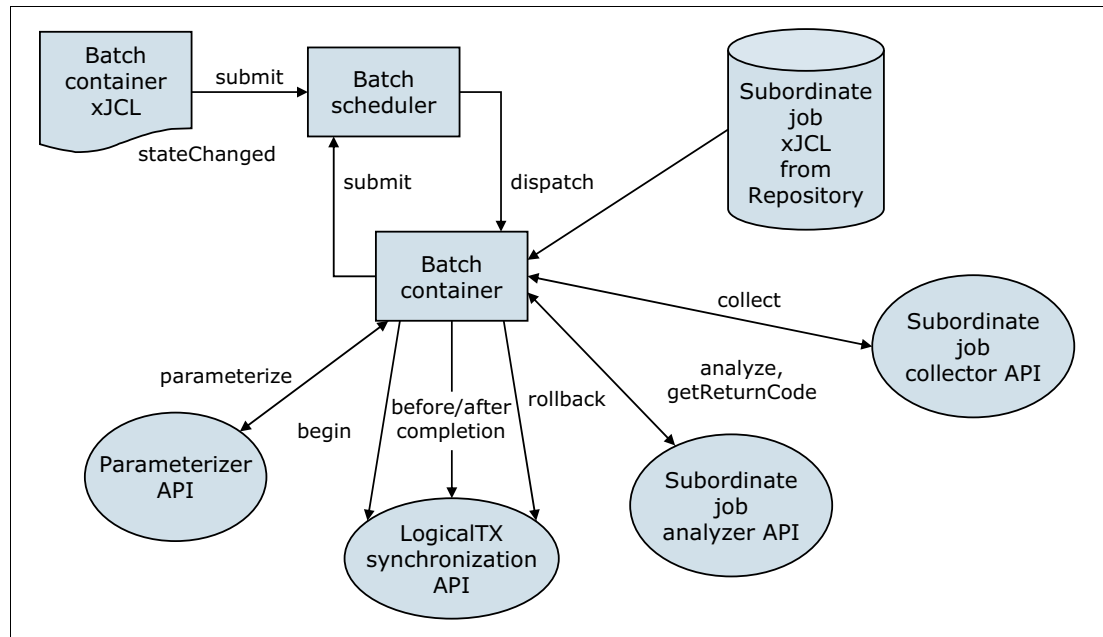 Batch
container
xJCL
submit
Batch
scheduler
Subordinate
job
xJCL
from
Repository
stateChanged
submit
dispatch
Batch
container
collect
Subordinate
job
collector API
parameterize
analyze,
getReturnCode
before/after
completion
rollback
begin
Parameterizer
API
Subordinate
job
analyzer API
LogicalTX
synchronization
API